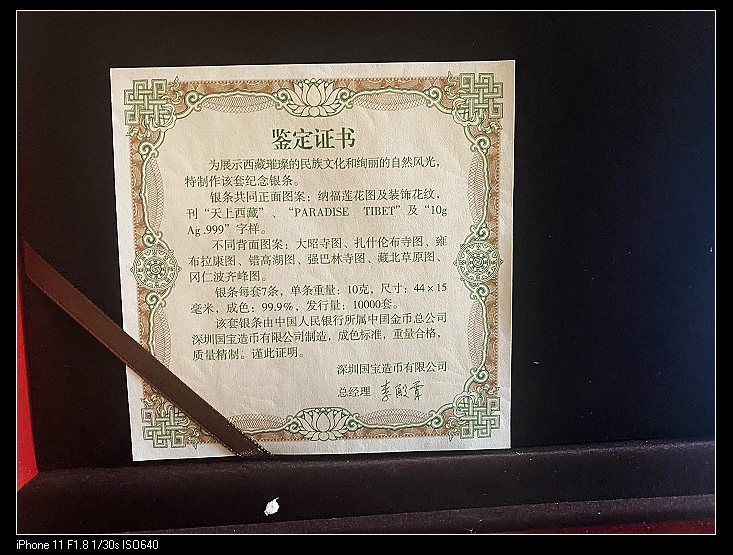 鉴定证书
为展示西藏璀璨的民族文化和绚丽的自然风光，
特制作该套纪念银条。
银条共同正面图案：纳福莲花图及装饰花纹，
刊“天上西藏”、“PARADISE TIBET”及“10g
Ag .999”字样。
不同背面图案：大昭寺图、扎什伦布寺图、雍
布拉康图、错高湖图、强巴林寺图、藏北草原图、
冈仁波齐峰图。
银条每套7条，单条重量：10克，尺寸：44×15
毫米，成色：99.9%，发行量：10000套。
该套银条由中国人民银行所属中国金币总公司
深圳国宝造币有限公司制造，成色标准，重量合格，
质量精制。谨此证明。
深圳国宝造币有限公司
总经理
iPhone 11 F1.8 1/30s ISO640